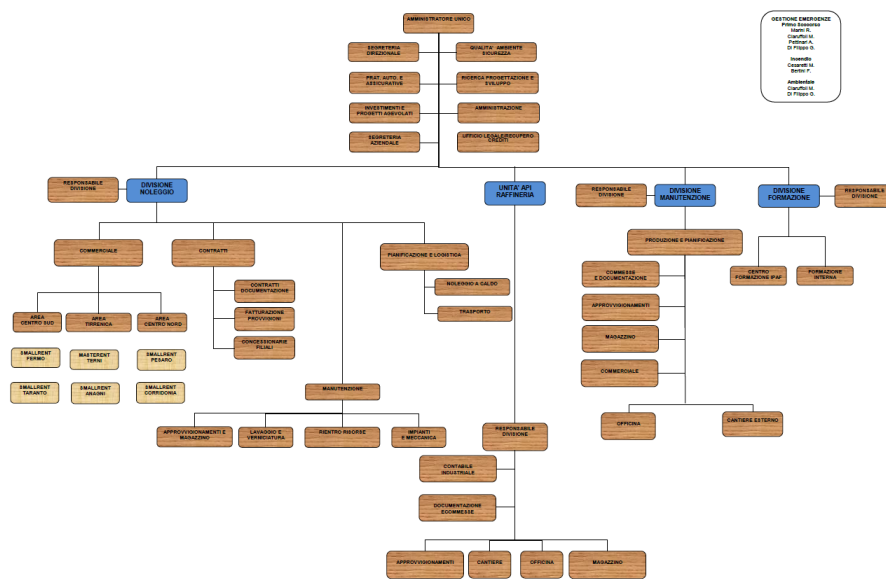 AMMINISTRATORE UNICO
GESTIONE EMERGENZE
Primo Soccorso
Marini R.
Ciaruffoli M.
Pettinari A.
Di Filippo G.
Incendio
Cesaretti M.
Bertini F.
Ambientale
Ciaruffoli M.
Di Filippo G.
SEGRETERIA
DIREZIONALE
QUALITA' AMBIENTE
SICUREZZA
PRAT. AUTO. E
ASSICURATIVE
RICERCA PROGETTAZIONE E
SVILUPPO
INVESTIMENTI E
PROGETTI AGEVOLATI
AMMINISTRAZIONE
SEGRETERIA
AZIENDALE
UFFICIO LEGALE/RECUPERO
CREDITI
RESPONSABILE
DIVISIONE
DIVISIONE
NOLEGGIO
UNITA' API
RAFFINERIA
RESPONSABILE
DIVISIONE
DIVISIONE
MANUTENZIONE
DIVISIONE
FORMAZIONE
RESPONSABILE
DIVISIONE
COMMERCIALE
CONTRATTI
PIANIFICAZIONE E LOGISTICA
PRODUZIONE E PIANIFICAZIONE
CONTRATTI
DOCUMENTAZIONE
FATTURAZIONE
PROVVIGIONI
CONCESSIONARIE
FILIALI
NOLEGGIO A CALDO
TRASPORTO
COMMESSE
E DOCUMENTAZIONE
APPROVVIGIONAMENTI
MAGAZZINO
COMMERCIALE
CENTRO
FORMAZIONE IPAF
FORMAZIONE
INTERNA
AREA
CENTRO SUD
AREA
TIRRENICA
AREA
CENTRO NORD
SMALLRENT
FERMO
MASTERENT
TERNI
SMALLRENT
PESARO
SMALLRENT
TARANTO
SMALLRENT
ANAGNI
SMALLRENT
CORRIDONIA
MANUTENZIONE
APPROVVIGIONAMENTI E
MAGAZZINO
LAVAGGIO E
VERNICIATURA
RIENTRO RISORSE
IMPIANTI
E MECCANICA
OFFICINA
CANTIERE ESTERNO
RESPONSABILE
DIVISIONE
CONTABILE
INDUSTRIALE
DOCUMENTAZIONE
ECOMMESSE
APPROVVIGIONAMENTI
CANTIERE
OFFICINA
MAGAZZINO